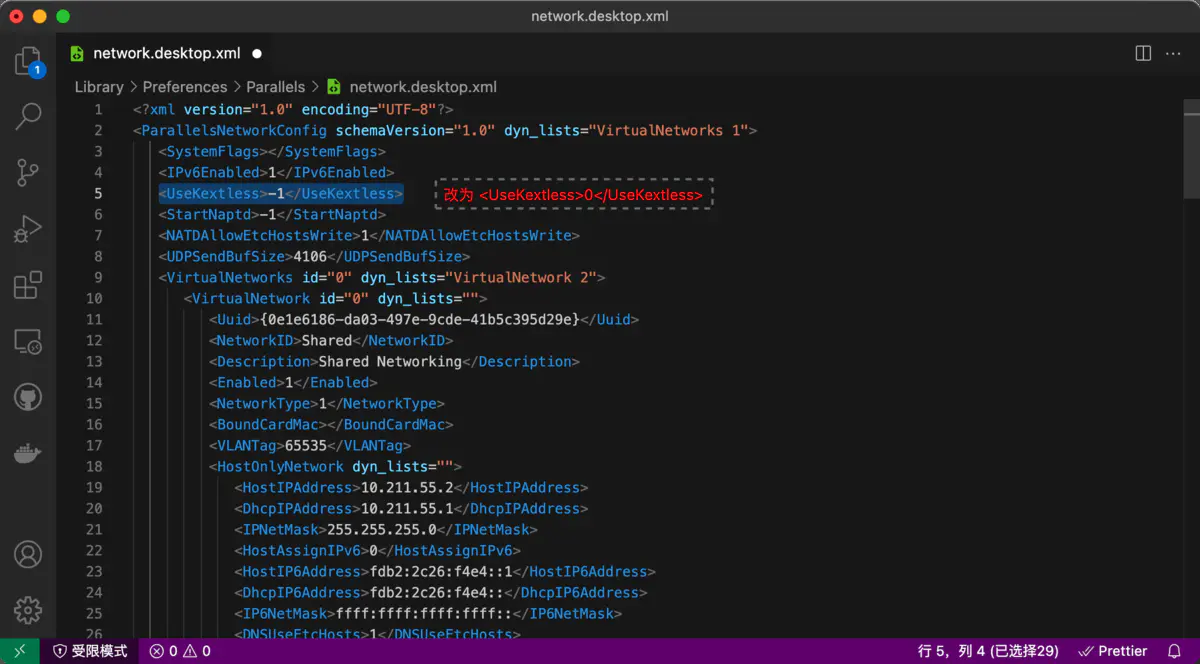 network.desktop.xml
network.desktop.xml
1
Library > Preferences > Parallels > network.desktop.xml
1 <?xml version="1.0" encoding="UTF-8"?>
2 <ParallelsNetworkConfig schemaVersion="1.0" dyn_lists="VirtualNetworks 1">
3 <SystemFlags></SystemFlags>
4 <IPv6Enabled>1</IPv6Enabled>
5 <UseKextless>-1</UseKextless> 改为 <UseKextless>0</UseKextless>
6 <StartNaptd>-1</StartNaptd>
7 <NATDAllowEtcHostsWrite>1</NATDAllowEtcHostsWrite>
8 <UDPSendBufSize>4106</UDPSendBufSize>
9 <VirtualNetworks id="0" dyn_lists="VirtualNetwork 2">
10 <VirtualNetwork id="0" dyn_lists="">
11 <Uuid>{0e1e6186-da03-497e-9cde-41b5c395d29e}</Uuid>
12 <NetworkID>Shared</NetworkID>
13 <Description>Shared Networking</Description>
14 <Enabled>1</Enabled>
15 <NetworkType>1</NetworkType>
16 <BoundCardMac></BoundCardMac>
17 <VLANTag>65535</VLANTag>
18 <HostOnlyNetwork dyn_lists="">
19 <HostIPAddress>10.211.55.2</HostIPAddress>
20 <DhcpIPAddress>10.211.55.1</DhcpIPAddress>
21 <IPNetMask>255.255.255.0</IPNetMask>
22 <HostAssignIPv6>0</HostAssignIPv6>
23 <HostIP6Address>fdb2:2c26:f4e4::1</HostIP6Address>
24 <DhcpIP6Address>fdb2:2c26:f4e4::</DhcpIP6Address>
25 <IP6NetMask>ffff:ffff:ffff:ffff::</IP6NetMask>
26 <DNSUseEtcHosts>1</DNSUseEtcHosts>
受限模式 0 0 行 5，列 4 (已选择29) Prettier